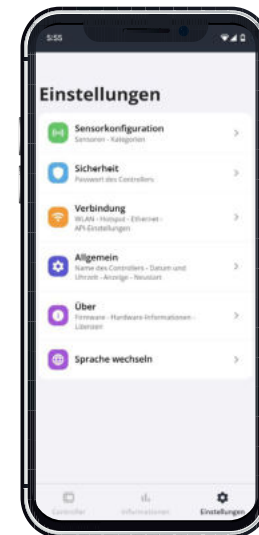 5:55
Einstellungen
Sensorkonfiguration
Sensoren - Kategorien
Sicherheit
Passwort des Controllers
Verbindung
WLAN - Hotspot - Ethernet -
API-Einstellungen
Allgemein
Name des Controllers - Datum und
Uhrzeit - Anzeige - Neustart
Über
Firmware - Hardware-Informationen -
Lizenzen
Sprache wechseln
Controller
Informationen
Einstellungen